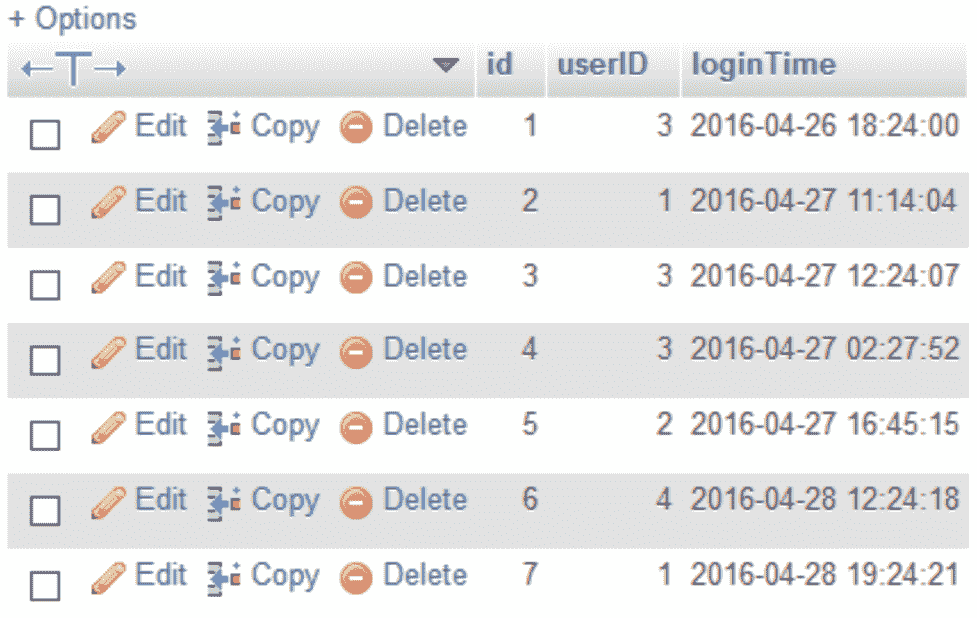 + Options
←T→ id userID loginTime
Edit Copy Delete 1 3 2016-04-26 18:24:00
Edit Copy Delete 2 1 2016-04-27 11:14:04
Edit Copy Delete 3 3 2016-04-27 12:24:07
Edit Copy Delete 4 3 2016-04-27 02:27:52
Edit Copy Delete 5 2 2016-04-27 16:45:15
Edit Copy Delete 6 4 2016-04-28 12:24:18
Edit Copy Delete 7 1 2016-04-28 19:24:21